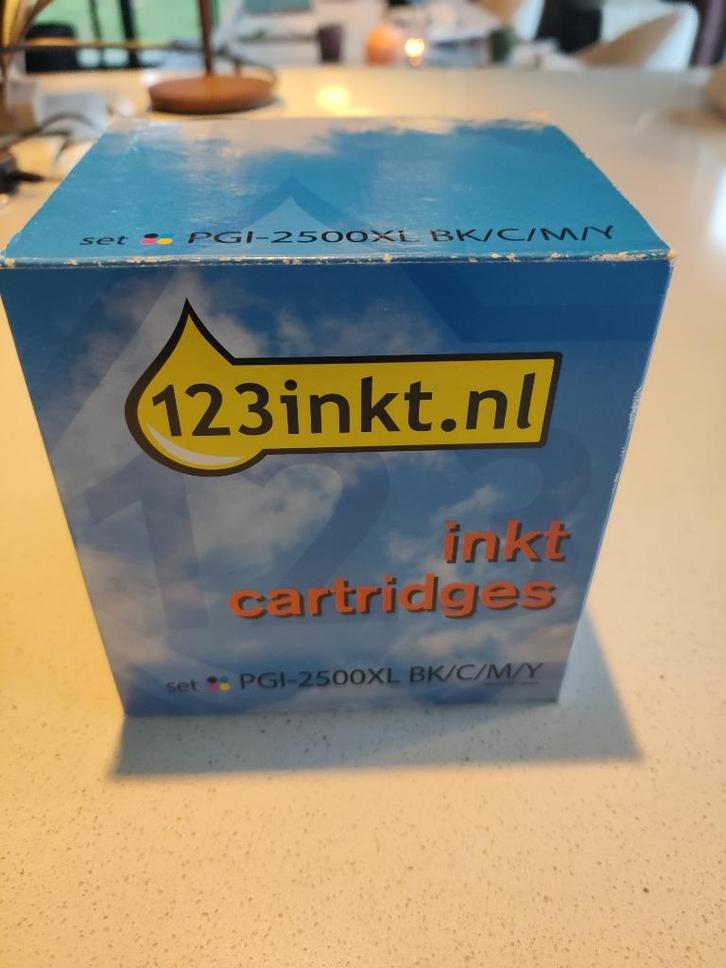 set PGI-2500XL BK/C/M/Y
123inkt.nl
inkt
cartridges
set PGI-2500XL BK/C/M/Y